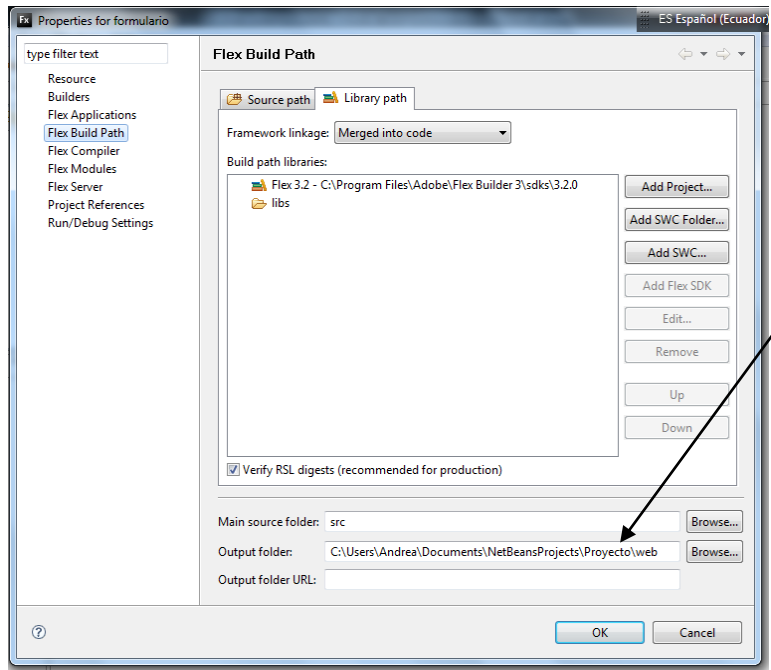 Fx Properties for formulario
ES Español (Ecuador)
type filter text
Resource
Builders
Flex Applications
Flex Build Path
Flex Compiler
Flex Modules
Flex Server
Project References
Run/Debug Settings
Flex Build Path
Source path
Library path
Framework linkage: Merged into code
Build path libraries:
Flex 3.2 - C:\Program Files\Adobe\Flex Builder 3\sdks\3.2.0
libs
Add Project...
Add SWC Folder...
Add SWC...
Add Flex SDK
Edit...
Remove
Up
Down
Verify RSL digests (recommended for production)
Main source folder: src Browse...
Output folder: C:\Users\Andrea\Documents\NetBeansProjects\Proyecto\web Browse...
Output folder URL:
? OK Cancel